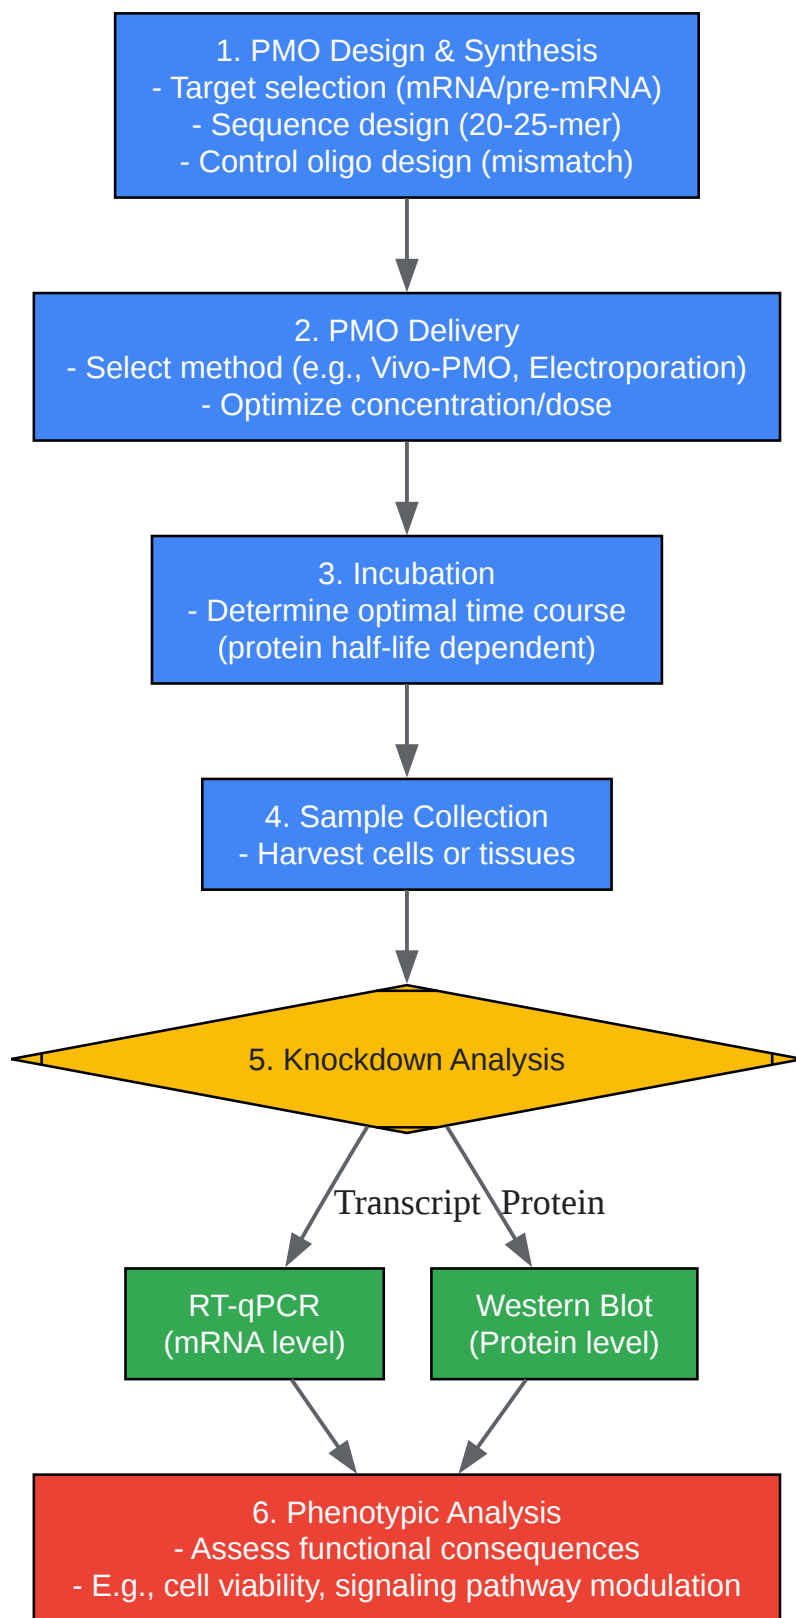 1. PMO Design & Synthesis
- Target selection (mRNA/pre-mRNA)
- Sequence design (20-25-mer)
- Control oligo design (mismatch)
2. PMO Delivery
- Select method (e.g., Vivo-PMO, Electroporation)
- Optimize concentration/dose
3. Incubation
- Determine optimal time course
(protein half-life dependent)
4. Sample Collection
- Harvest cells or tissues
5. Knockdown Analysis
Transcript
Protein
RT-qPCR
(mRNA level)
Western Blot
(Protein level)
6. Phenotypic Analysis
- Assess functional consequences
- E.g., cell viability, signaling pathway modulation